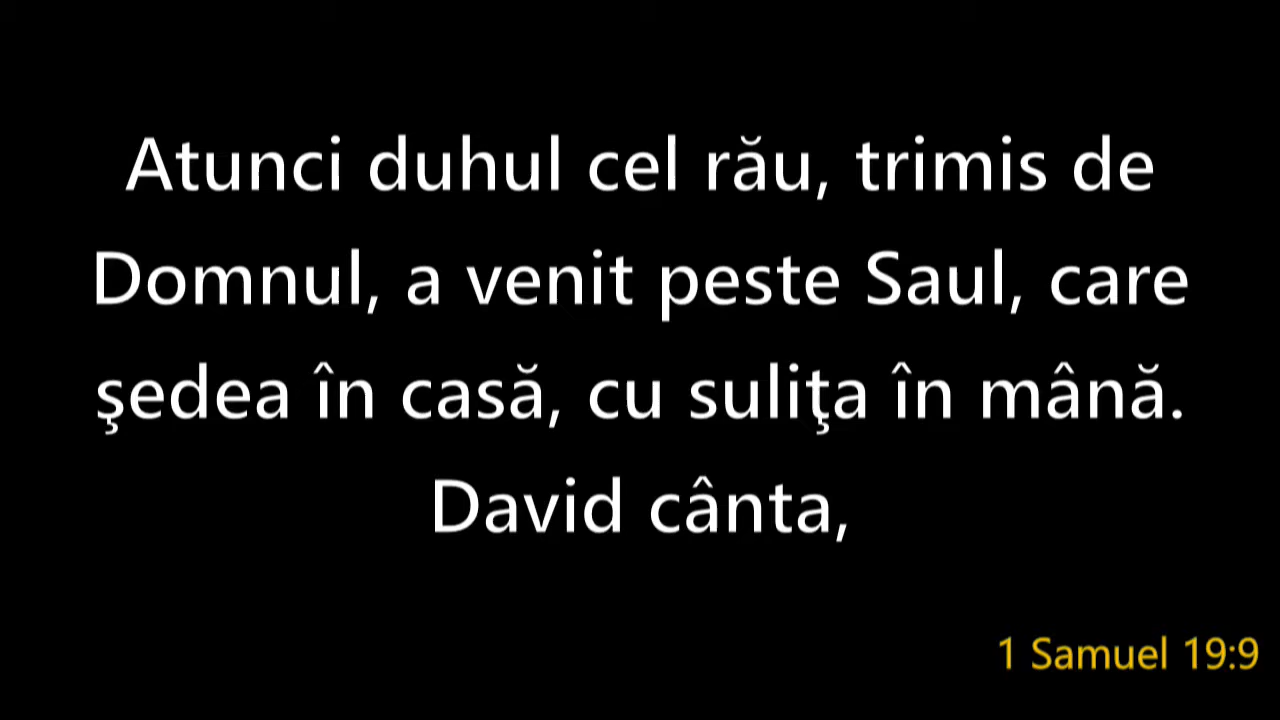 Atunci duhul cel rău, trimis de
Domnul, a venit peste Saul, care
şedea în casă, cu suliţa în mână.
David cânta,
1 Samuel 19:9